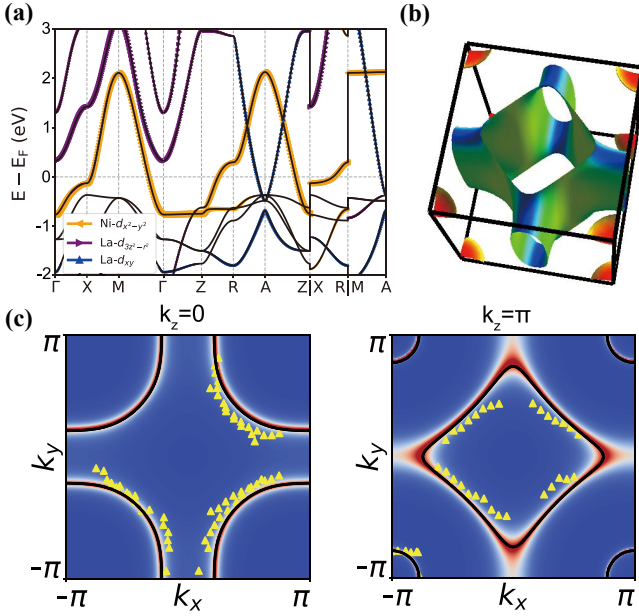 (a)
(b)
E − E_F (eV)
3
2
1
0
-1
-2
Ni-d_{x²−y²}
La-d_{3z²−r²}
La-d_{xy}
Γ X M Γ Z R A Z X R M A
(c)
k_z=0
k_z=π
π
k_y
-π
-π k_x π
π
k_y
-π
-π k_x π